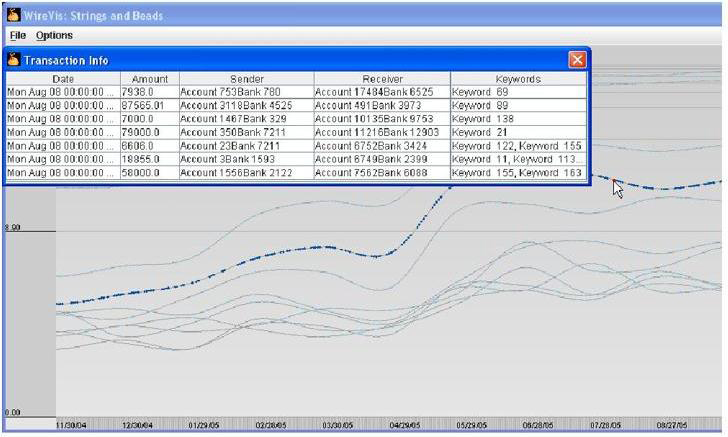 WireVis: Strings and Beads
File Options
Transaction Info
Date Amount Sender Receiver Keywords
Mon Aug 08 00:00:00 ... 7938.0 Account 753Bank 780 Account 17484Bank 6525 Keyword 69
Mon Aug 08 00:00:00 ... 87565.01 Account 3118Bank 4525 Account 491Bank 3973 Keyword 89
Mon Aug 08 00:00:00 ... 7000.0 Account 1467Bank 329 Account 10135Bank 9753 Keyword 138
Mon Aug 08 00:00:00 ... 79000.0 Account 350Bank 7211 Account 11216Bank 12903 Keyword 21
Mon Aug 08 00:00:00 ... 6606.0 Account 23Bank 7211 Account 6752Bank 3424 Keyword 122, Keyword 155
Mon Aug 08 00:00:00 ... 18855.0 Account 3Bank 1593 Account 6749Bank 2399 Keyword 11, Keyword 113...
Mon Aug 08 00:00:00 ... 58000.0 Account 1556Bank 2122 Account 7562Bank 6088 Keyword 155, Keyword 163
8.90
0.00
11/30/04 12/30/04 01/29/05 02/28/05 03/30/05 04/29/05 05/29/05 06/28/05 07/28/05 08/27/05